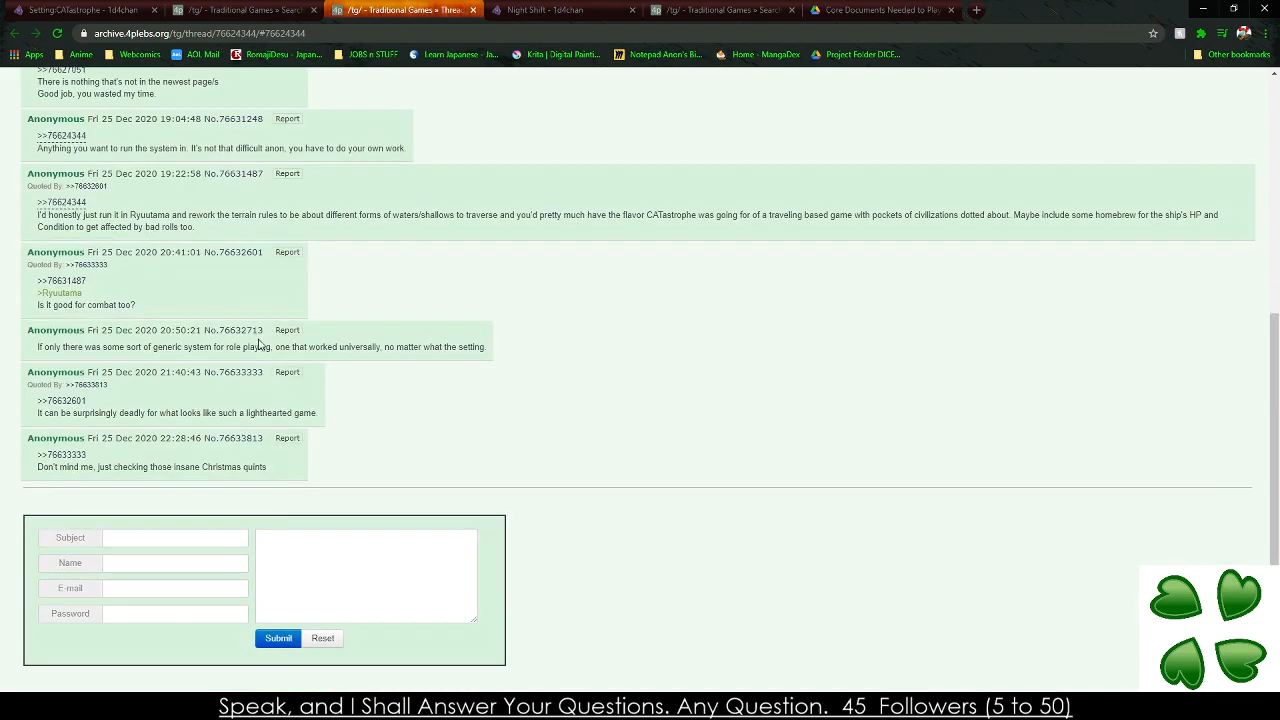 Setting:CATastrophe - 1d4chan
/tg/ - Traditional Games » Search
/tg/ - Traditional Games » Thread
Night Shift - 1d4chan
/tg/ - Traditional Games » Search
Core Documents Needed to Play
archive.4plebs.org/tg/thread/76624344/#76624344
Apps
Anime
Webcomics
AOL Mail
RomajiDesu - Japan...
JOBS n STUFF
Learn Japanese - Ja...
Krita | Digital Painti...
Notepad Anon's Bi...
Home - MangaDex
Project Folder DICE...
Other bookmarks
>>76627051
There is nothing that's not in the newest page/s
Good job, you wasted my time.
Anonymous Fri 25 Dec 2020 19:04:48 No.76631248 Report
>>76624344
Anything you want to run the system in. It's not that difficult anon, you have to do your own work.
Anonymous Fri 25 Dec 2020 19:22:58 No.76631487 Report
Quoted By: >>76632601
>>76624344
I'd honestly just run it in Ryuutama and rework the terrain rules to be about different forms of waters/shallows to traverse and you'd pretty much have the flavor CATastrophe was going for of a traveling based game with pockets of civilizations dotted about. Maybe include some homebrew for the ship's HP and
Condition to get affected by bad rolls too.
Anonymous Fri 25 Dec 2020 20:41:01 No.76632601 Report
Quoted By: >>76633333
>>76631487
>Ryuutama
Is it good for combat too?
Anonymous Fri 25 Dec 2020 20:50:21 No.76632713 Report
If only there was some sort of generic system for role playing, one that worked universally, no matter what the setting.
Anonymous Fri 25 Dec 2020 21:40:43 No.76633333 Report
Quoted By: >>76633813
>>76632601
It can be surprisingly deadly for what looks like such a lighthearted game.
Anonymous Fri 25 Dec 2020 22:28:46 No.76633813 Report
>>76633333
Don't mind me, just checking those insane Christmas quints
Subject
Name
E-mail
Password
Submit Reset
Speak, and I Shall Answer Your Questions. Any Question. 45 Followers (5 to 50)